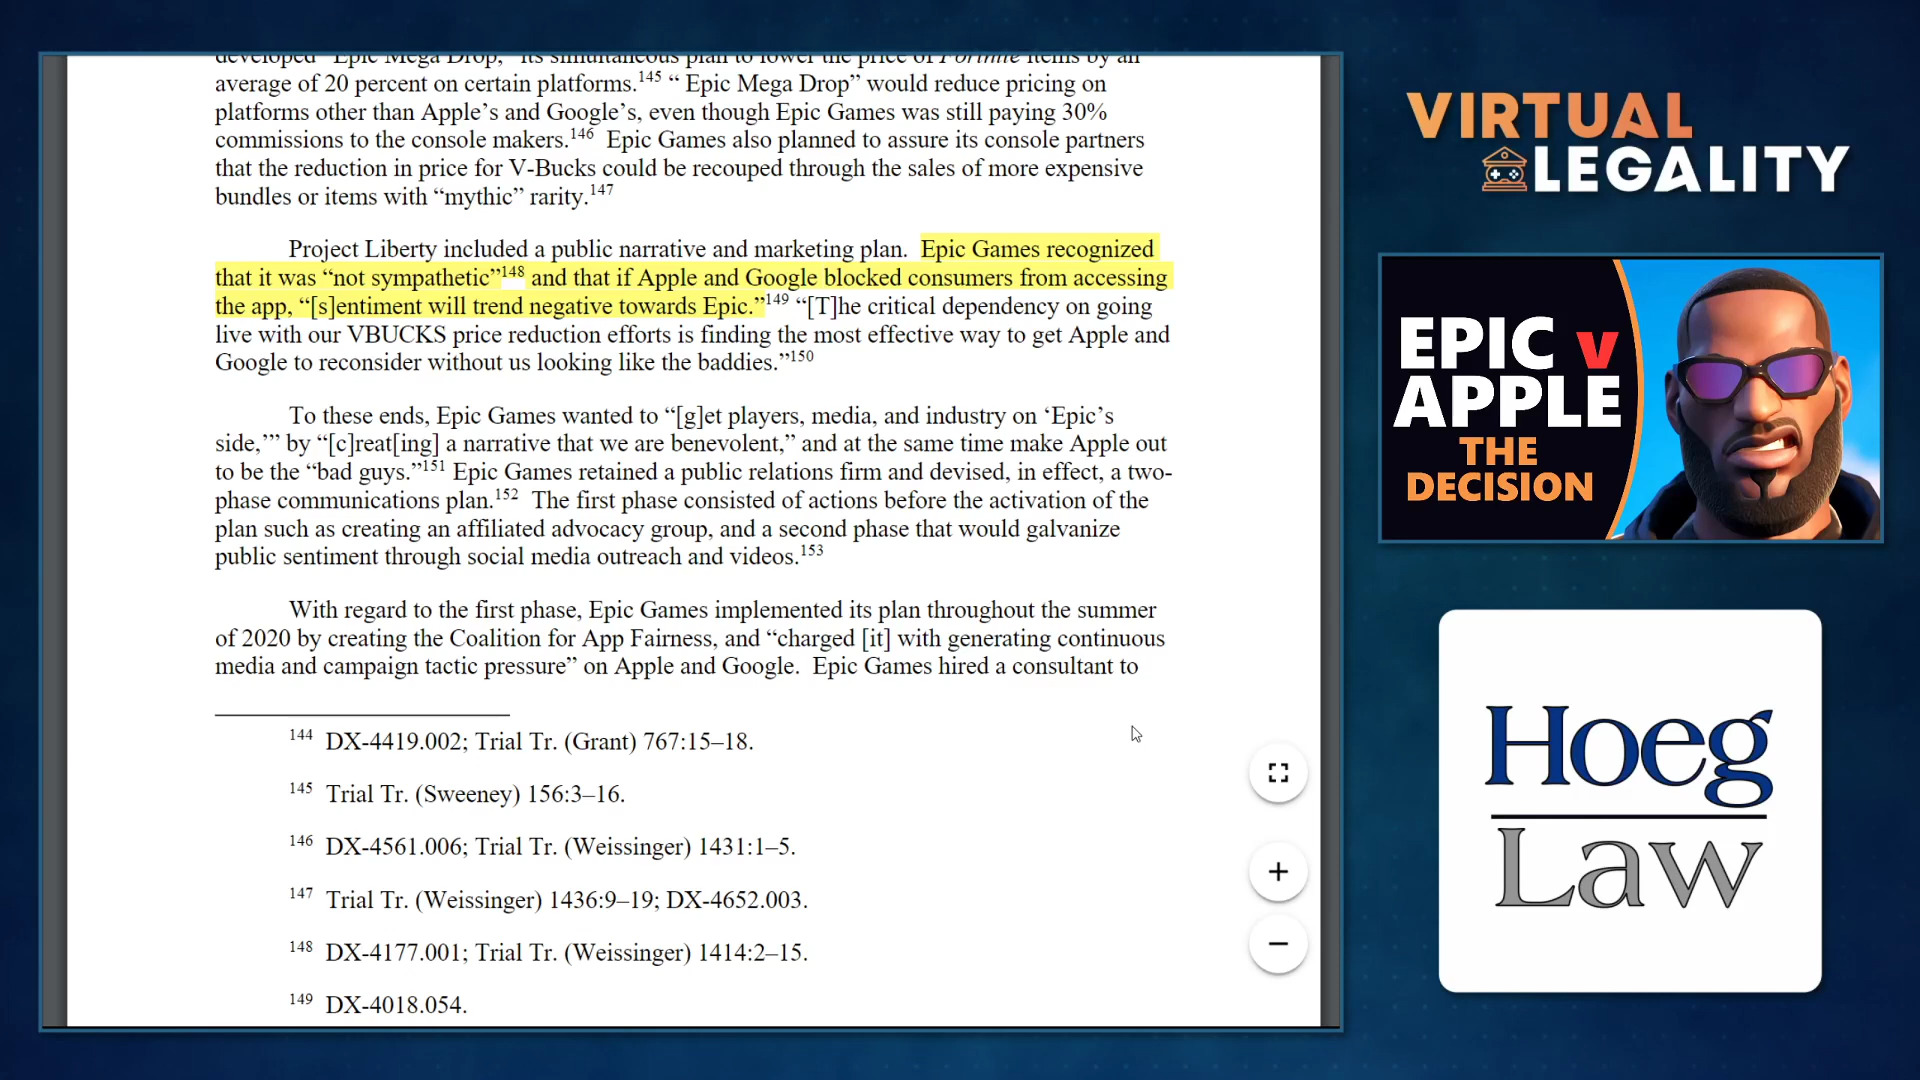 developed “Epic Mega Drop,” its simultaneous plan to lower the price of Fortnite items by an
average of 20 percent on certain platforms.145 “ Epic Mega Drop” would reduce pricing on
platforms other than Apple’s and Google’s, even though Epic Games was still paying 30%
commissions to the console makers.146 Epic Games also planned to assure its console partners
that the reduction in price for V-Bucks could be recouped through the sales of more expensive
bundles or items with “mythic” rarity.147
Project Liberty included a public narrative and marketing plan. Epic Games recognized
that it was “not sympathetic”148 and that if Apple and Google blocked consumers from accessing
the app, “[s]entiment will trend negative towards Epic.”149 “[T]he critical dependency on going
live with our VBUCKS price reduction efforts is finding the most effective way to get Apple and
Google to reconsider without us looking like the baddies.”150
To these ends, Epic Games wanted to “[g]et players, media, and industry on ‘Epic’s
side,’” by “[c]reat[ing] a narrative that we are benevolent,” and at the same time make Apple out
to be the “bad guys.”151 Epic Games retained a public relations firm and devised, in effect, a two-
phase communications plan.152 The first phase consisted of actions before the activation of the
plan such as creating an affiliated advocacy group, and a second phase that would galvanize
public sentiment through social media outreach and videos.153
With regard to the first phase, Epic Games implemented its plan throughout the summer
of 2020 by creating the Coalition for App Fairness, and “charged [it] with generating continuous
media and campaign tactic pressure” on Apple and Google. Epic Games hired a consultant to
144 DX-4419.002; Trial Tr. (Grant) 767:15–18.
145 Trial Tr. (Sweeney) 156:3–16.
146 DX-4561.006; Trial Tr. (Weissinger) 1431:1–5.
147 Trial Tr. (Weissinger) 1436:9–19; DX-4652.003.
148 DX-4177.001; Trial Tr. (Weissinger) 1414:2–15.
149 DX-4018.054.
VIRTUAL
LEGALITY
EPIC v
APPLE
THE
DECISION
Hoeg
Law